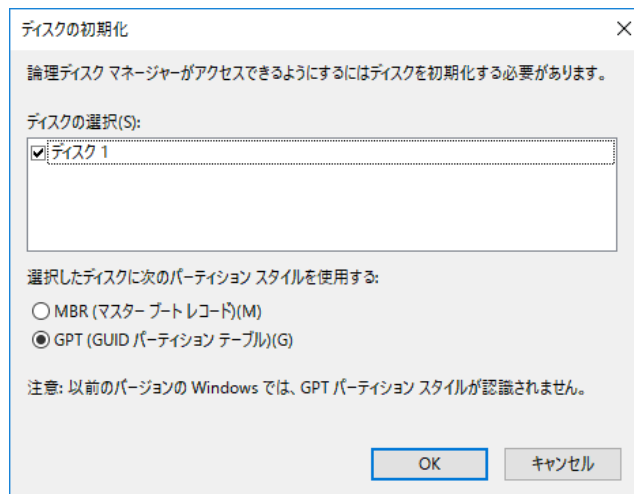 ディスクの初期化
論理ディスク マネージャーがアクセスできるようにするにはディスクを初期化する必要があります。
ディスクの選択(S):
ディスク 1
選択したディスクに次のパーティション スタイルを使用する:
MBR (マスター ブート レコード)(M)
GPT (GUID パーティション テーブル)(G)
注意: 以前のバージョンの Windows では、GPT パーティション スタイルが認識されません。
OK
キャンセル